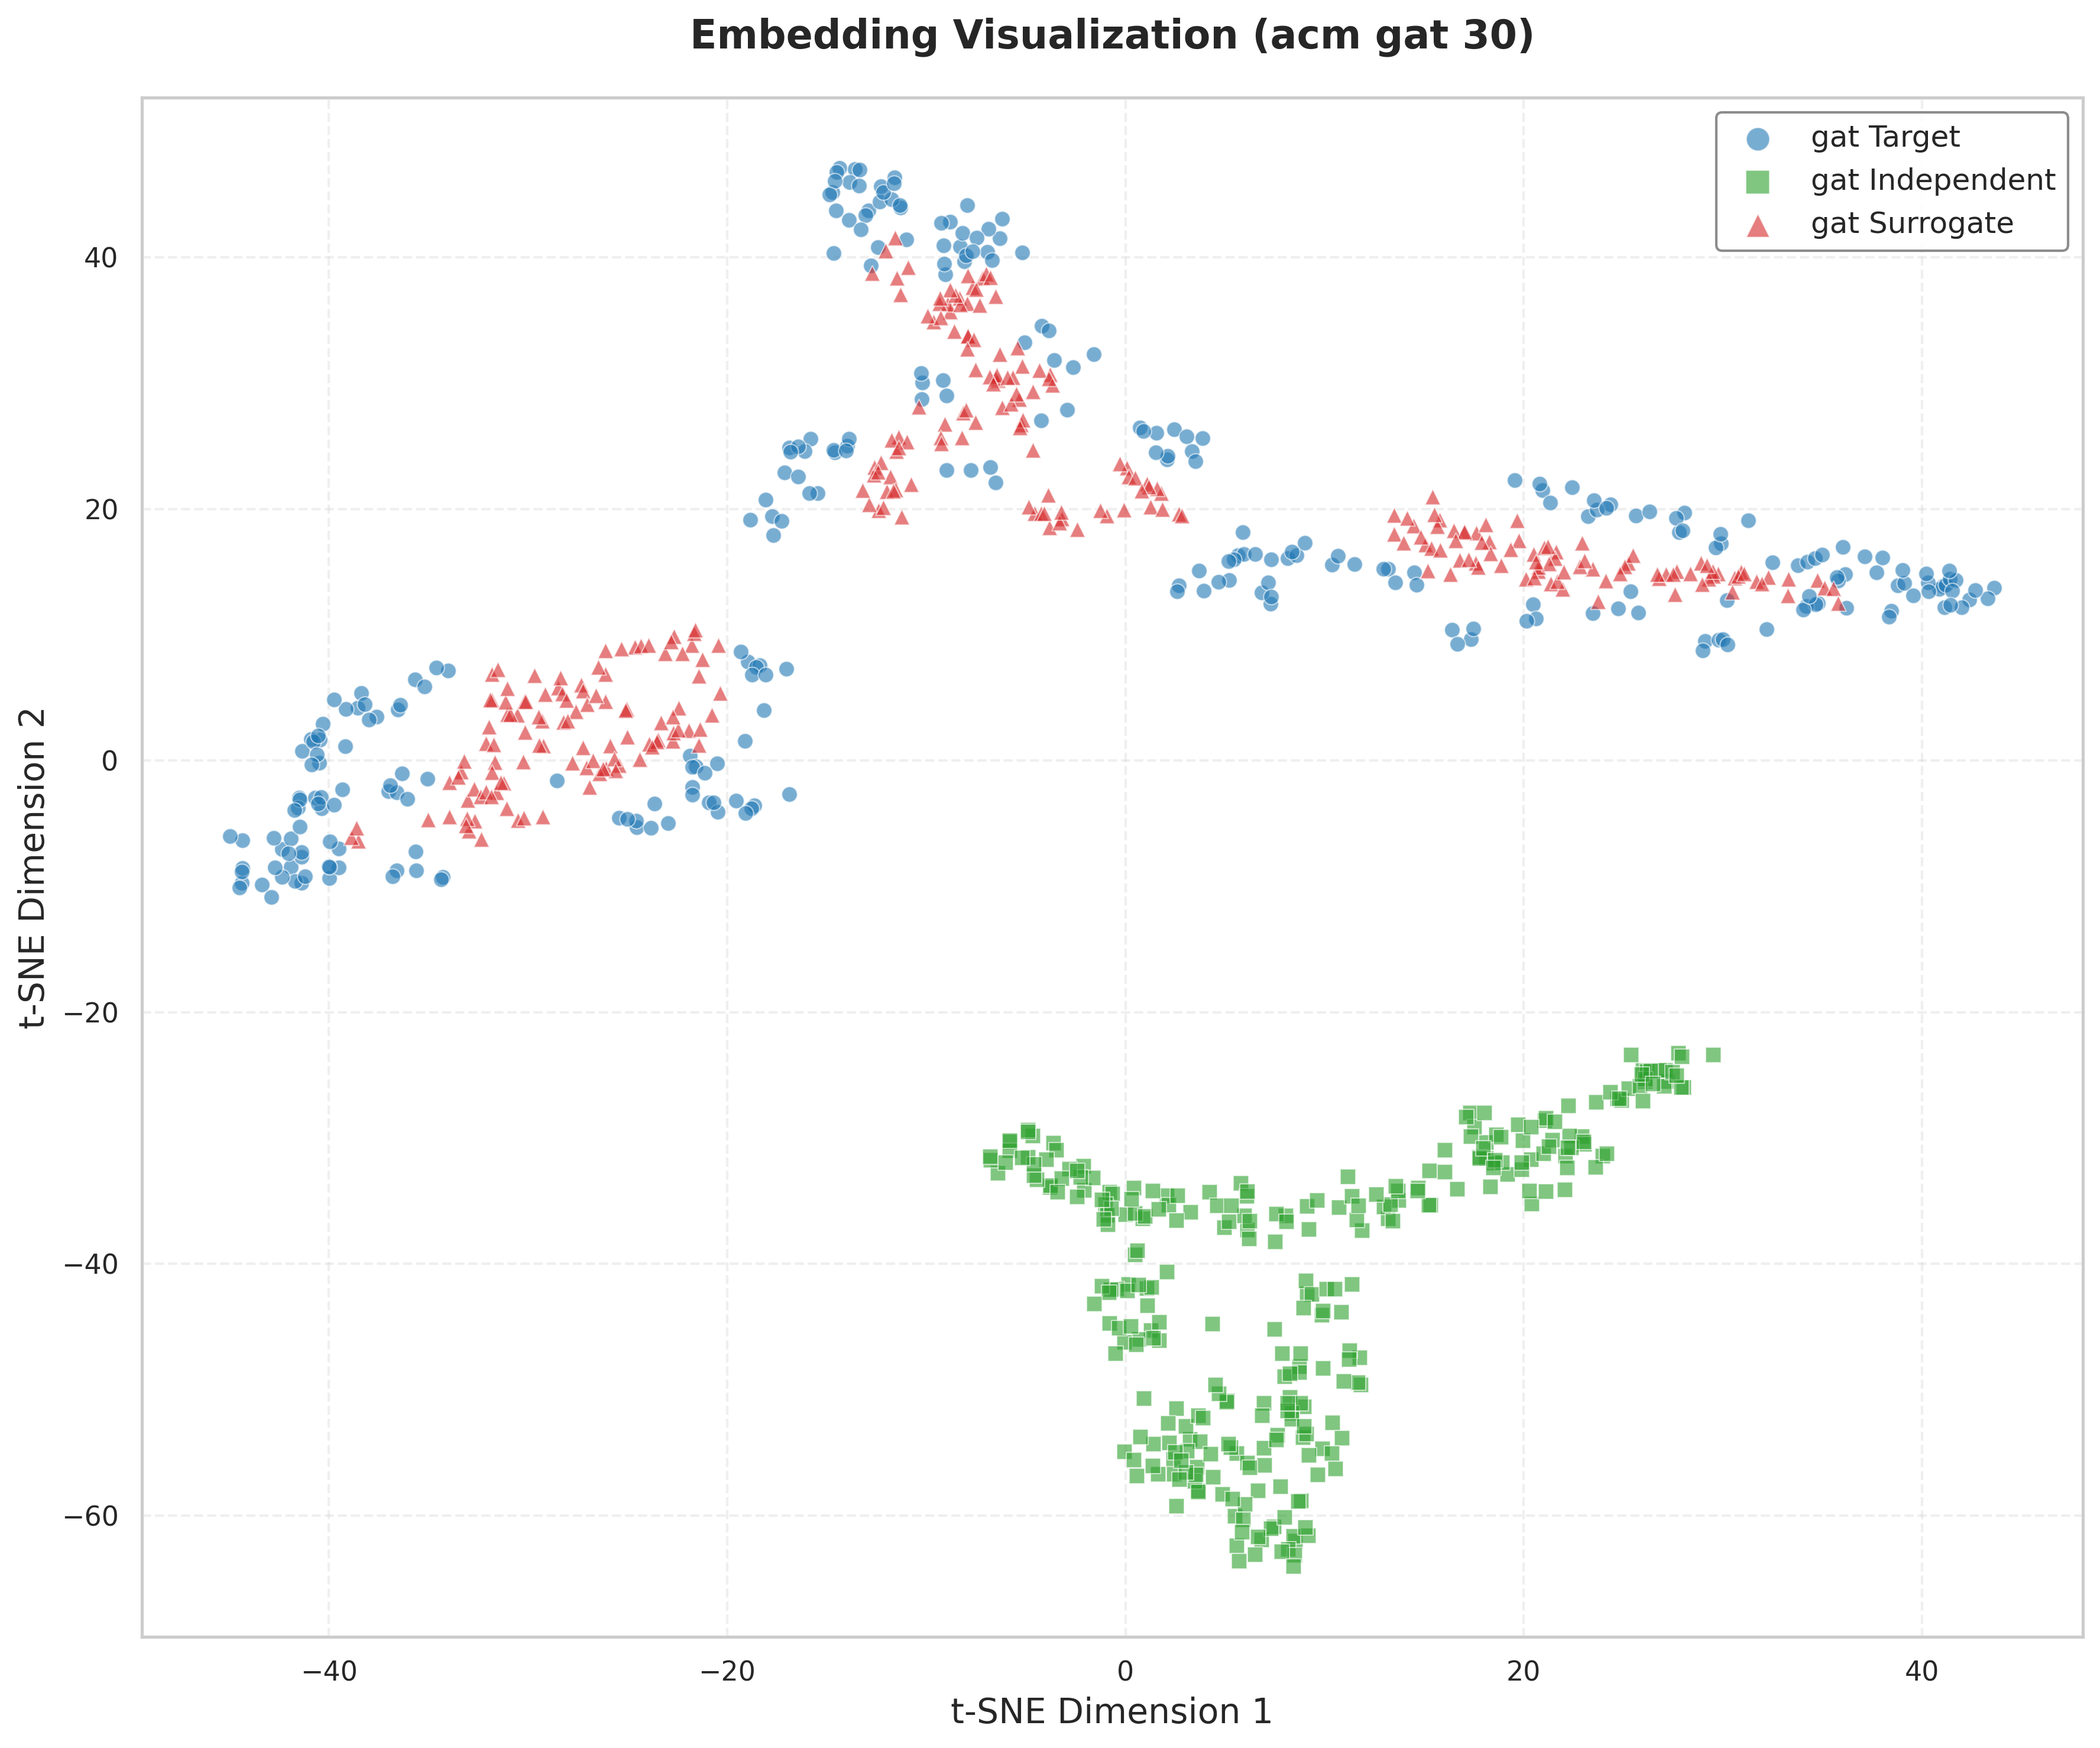 Embedding Visualization (acm gat 30)
gat Target
gat Independent
gat Surrogate
t-SNE Dimension 2
40
20
0
−20
−40
−60
−40
−20
0
20
40
t-SNE Dimension 1